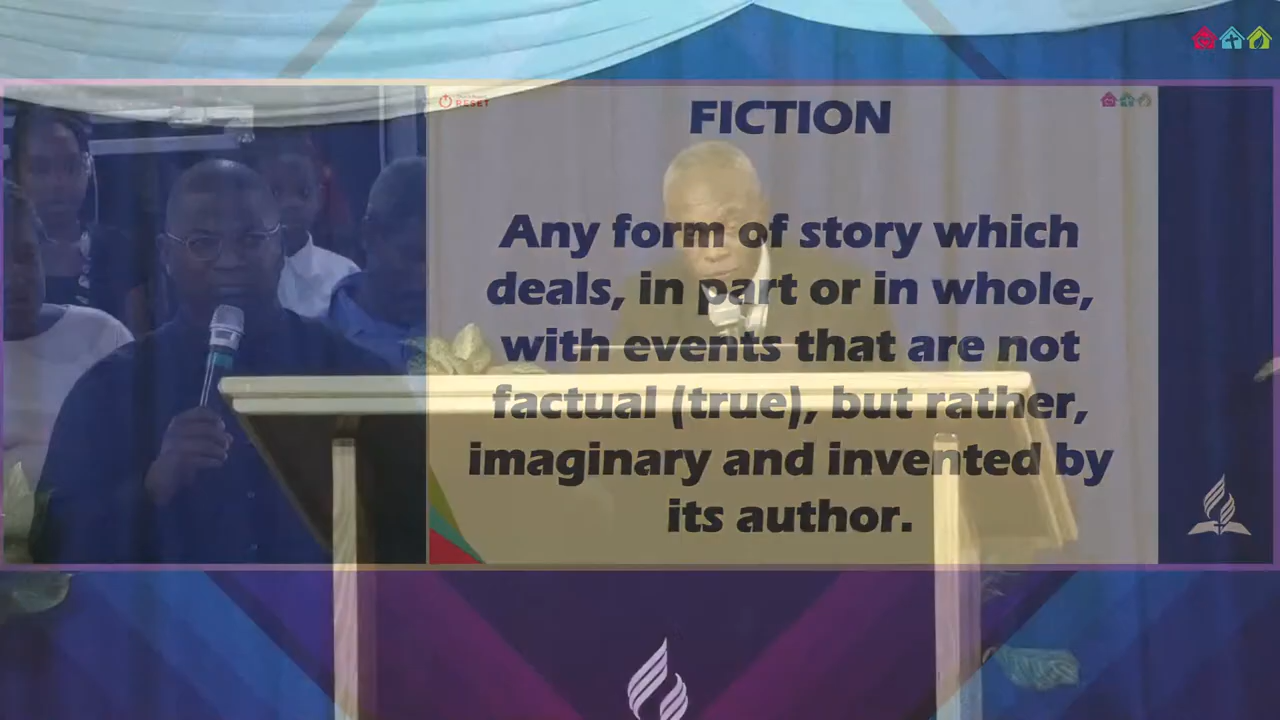 RESET
FICTION
Any form of story which
deals, in part or in whole,
with events that are not
factual (true), but rather,
imaginary and invented by
its author.